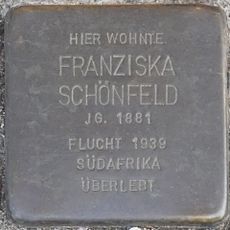 HIER WOHNTE
FRANZISKA
SCHÖNFELD
JG. 1881
FLUCHT 1939
SÜDAFRIKA
ÜBERLEBT